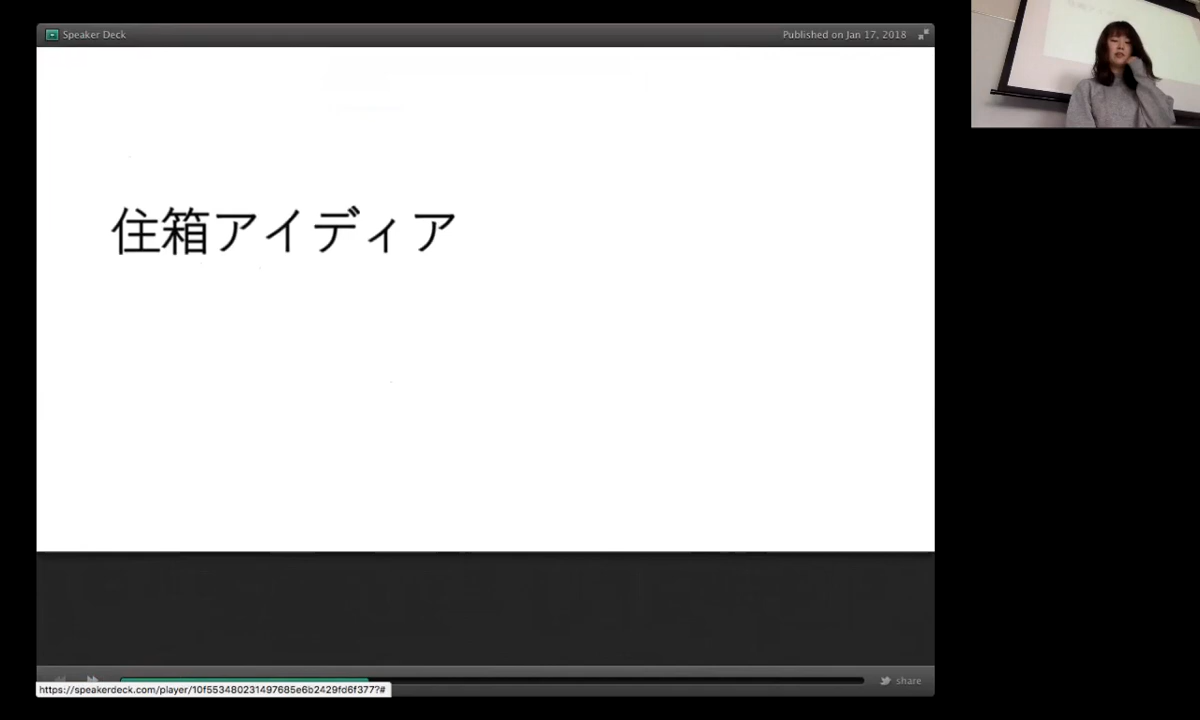 Speaker Deck
Published on Jan 17, 2018
住箱アイディア
share
https://speakerdeck.com/player/10f553480231497685e6b2429fd6f377?#